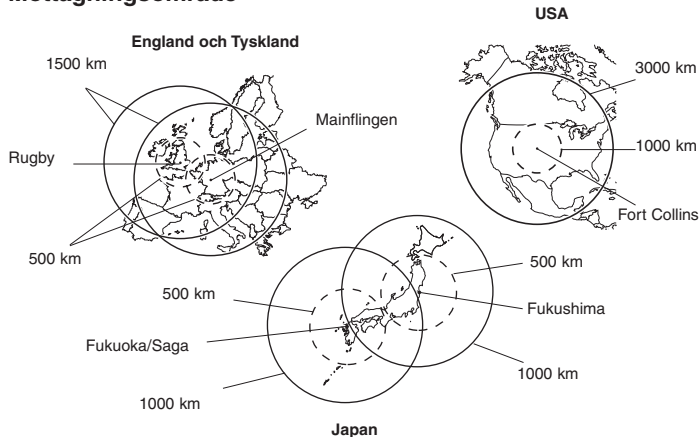 Mottagningsområde
USA
England och Tyskland
1500 km
3000 km
Mainflingen
Rugby
1000 km
Fort Collins
500 km
500 km
500 km
Fukushima
Fukuoka/Saga
1000 km
1000 km
Japan